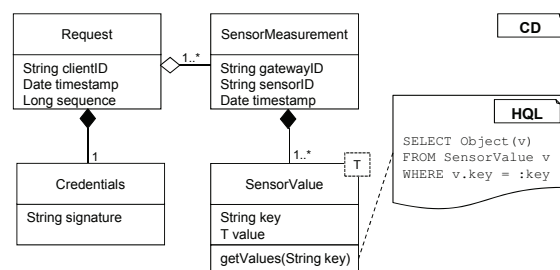 Request
String clientID
Date timestamp
Long sequence
1..*
SensorMeasurement
String gatewayID
String sensorID
Date timestamp
CD
1
Credentials
String signature
1..*
T
SensorValue
String key
T value
getValues(String key)
HQL
SELECT Object(v)
FROM SensorValue v
WHERE v.key = :key